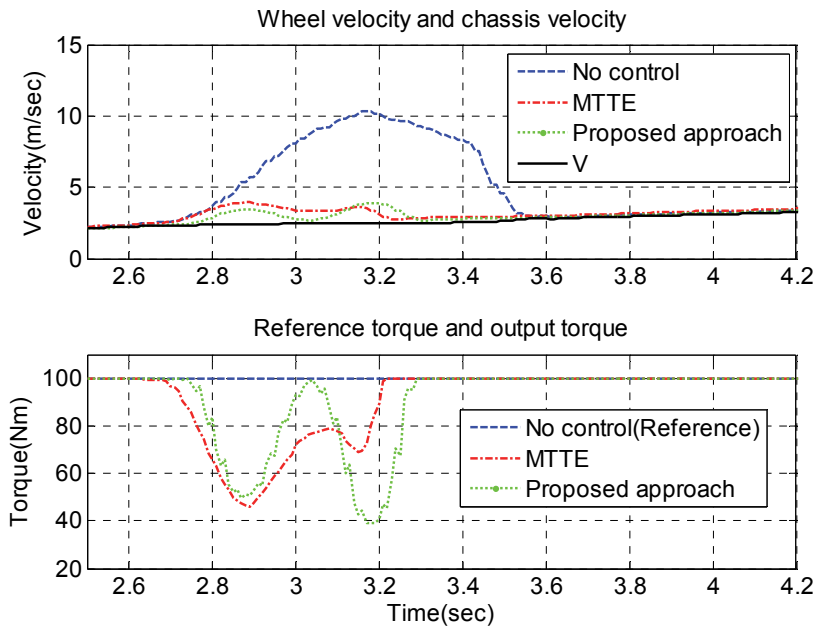 Wheel velocity and chassis velocity
Velocity(m/sec)
15
10
5
0
No control
MTTE
Proposed approach
V
2.6 2.8 3 3.2 3.4 3.6 3.8 4 4.2
Reference torque and output torque
Torque(Nm)
100
80
60
40
20
No control(Reference)
MTTE
Proposed approach
2.6 2.8 3 3.2 3.4 3.6 3.8 4 4.2
Time(sec)